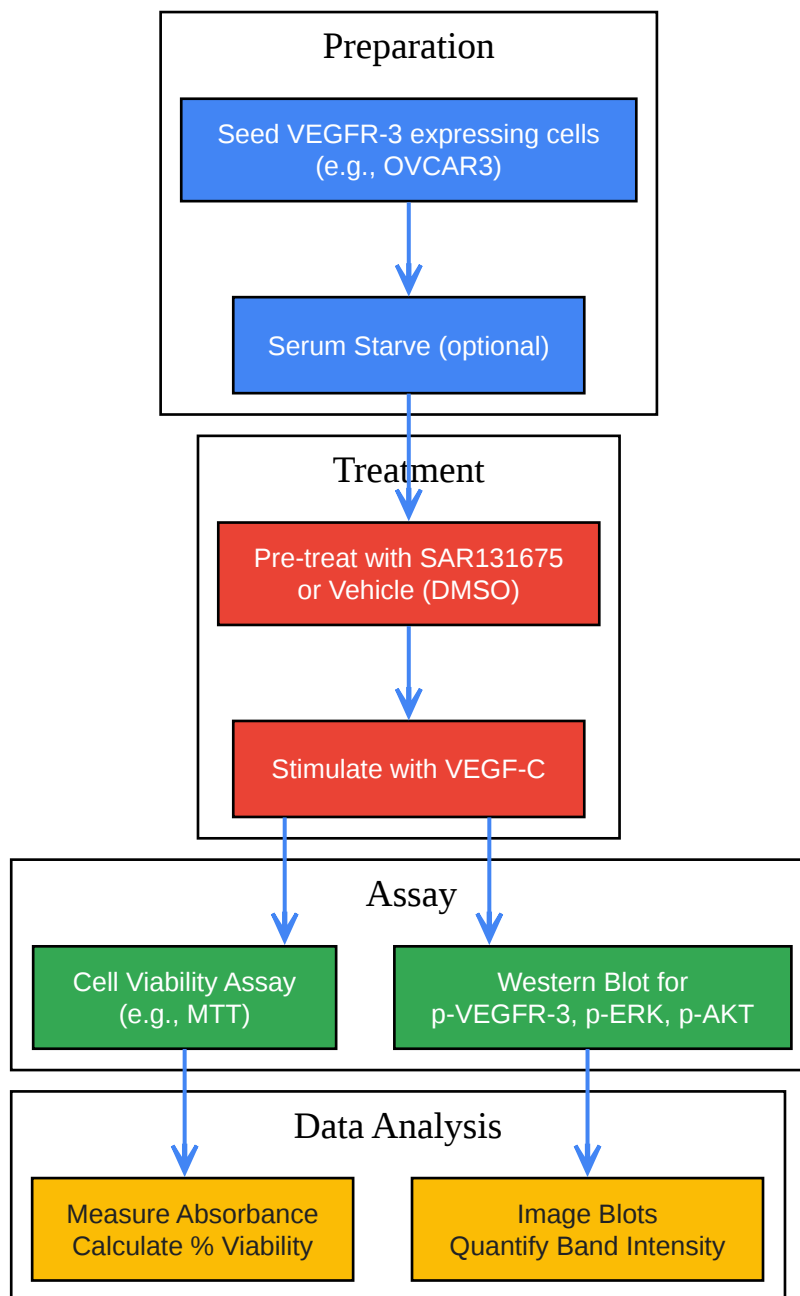 Preparation
Seed VEGFR-3 expressing cells
(e.g., OVCAR3)
Serum Starve (optional)
Treatment
Pre-treat with SAR131675
or Vehicle (DMSO)
Stimulate with VEGF-C
Assay
Cell Viability Assay
(e.g., MTT)
Western Blot for
p-VEGFR-3, p-ERK, p-AKT
Data Analysis
Measure Absorbance
Calculate % Viability
Image Blots
Quantify Band Intensity